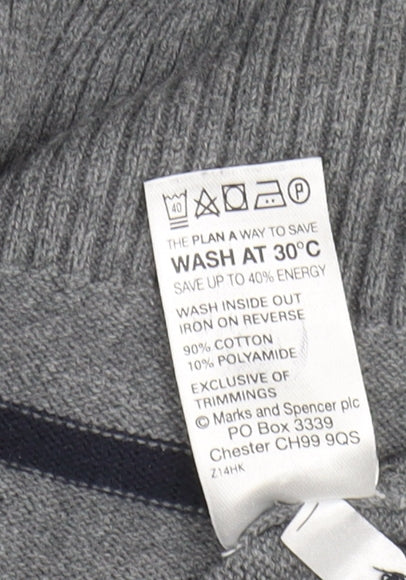 40 P
THE PLAN A WAY TO SAVE
WASH AT 30°C
SAVE UP TO 40% ENERGY
WASH INSIDE OUT
IRON ON REVERSE
90% COTTON
10% POLYAMIDE
EXCLUSIVE OF
TRIMMINGS
© Marks and Spencer plc
PO Box 3339
Chester CH99 9QS
Z14HK